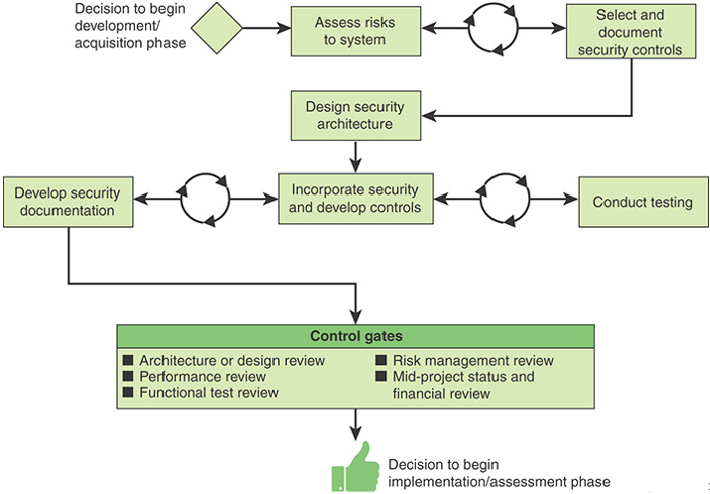 Decision to begin
development/
acquisition phase
Assess risks
to system
Select and
document
security controls
Design security
architecture
Develop security
documentation
Incorporate security
and develop controls
Conduct testing
Control gates
Architecture or design review
Performance review
Functional test review
Risk management review
Mid-project status and
financial review
Decision to begin
implementation/assessment phase